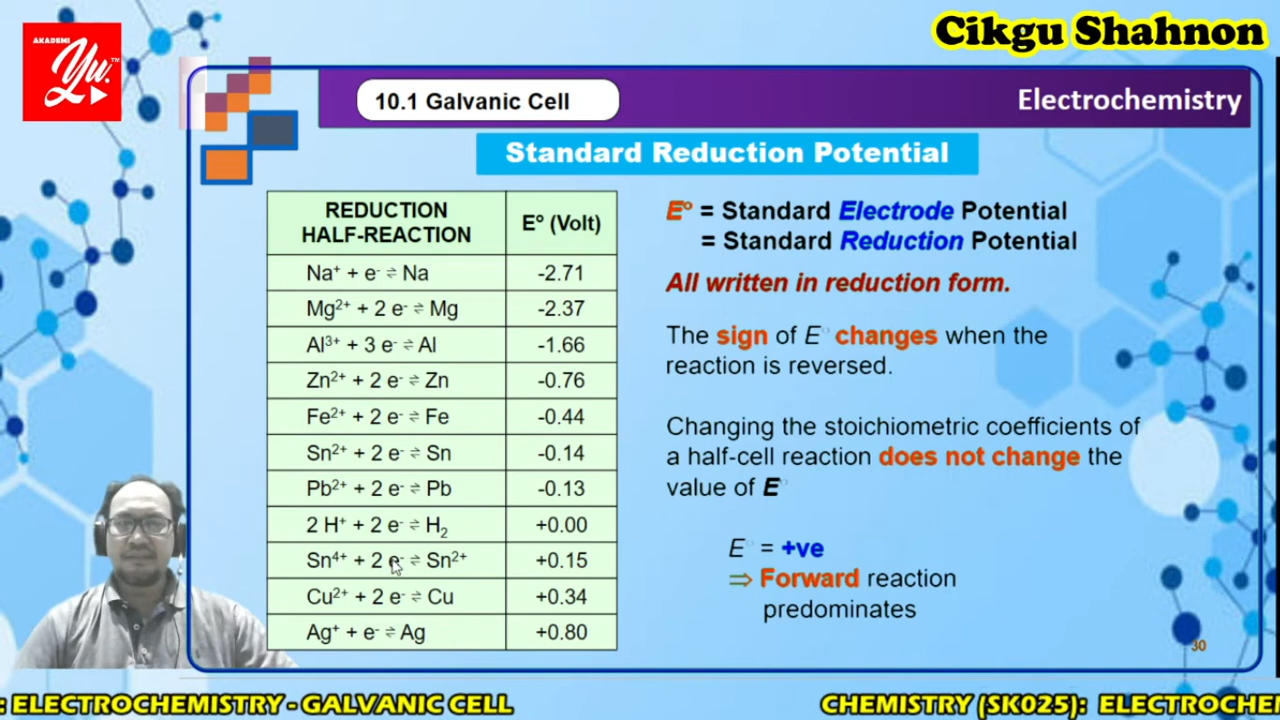 Cikgu Shahnon
AKADEMI
Yu.
TM
10.1 Galvanic Cell
Electrochemistry
Standard Reduction Potential
REDUCTION HALF-REACTION E° (Volt)
Na⁺ + e⁻ ⇌ Na -2.71
Mg²⁺ + 2 e⁻ ⇌ Mg -2.37
Al³⁺ + 3 e⁻ ⇌ Al -1.66
Zn²⁺ + 2 e⁻ ⇌ Zn -0.76
Fe²⁺ + 2 e⁻ ⇌ Fe -0.44
Sn²⁺ + 2 e⁻ ⇌ Sn -0.14
Pb²⁺ + 2 e⁻ ⇌ Pb -0.13
2 H⁺ + 2 e⁻ ⇌ H₂ +0.00
Sn⁴⁺ + 2 e⁻ ⇌ Sn²⁺ +0.15
Cu²⁺ + 2 e⁻ ⇌ Cu +0.34
Ag⁺ + e⁻ ⇌ Ag +0.80
E° = Standard Electrode Potential
= Standard Reduction Potential
All written in reduction form.
The sign of E° changes when the
reaction is reversed.
Changing the stoichiometric coefficients of
a half-cell reaction does not change the
value of E°
E° = +ve
⇒ Forward reaction
predominates
30
: ELECTROCHEMISTRY - GALVANIC CELL
CHEMISTRY (SK025): ELECTROCHE